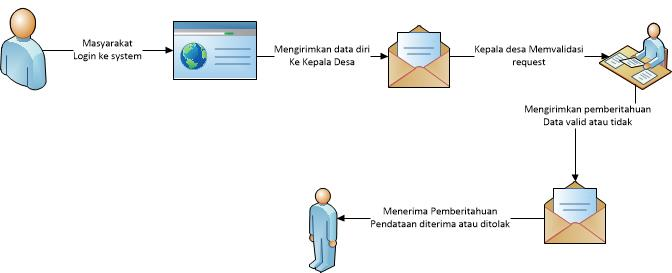 Masyarakat
Login ke system
Mengirimkan data diri
Ke Kepala Desa
Kepala desa Memvalidasi
request
Mengirimkan pemberitahuan
Data valid atau tidak
Menerima Pemberitahuan
Pendataan diterima atau ditolak